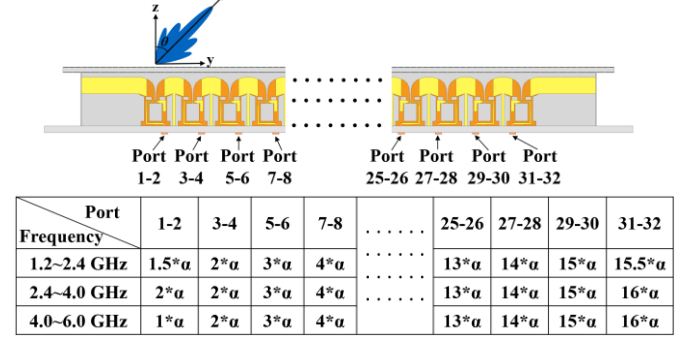 z
θ
y
Port Port Port Port Port Port Port Port
1-2 3-4 5-6 7-8 25-26 27-28 29-30 31-32
Port
Frequency
1-2 3-4 5-6 7-8 ...... 25-26 27-28 29-30 31-32
1.2~2.4 GHz 1.5*α 2*α 3*α 4*α ...... 13*α 14*α 15*α 15.5*α
2.4~4.0 GHz 2*α 2*α 3*α 4*α ...... 13*α 14*α 15*α 16*α
4.0~6.0 GHz 1*α 2*α 3*α 4*α 13*α 14*α 15*α 16*α